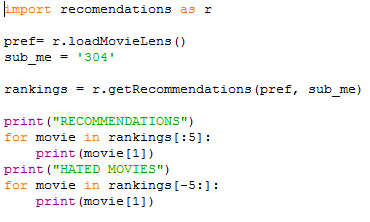 import recomendations as r
pref= r.loadMovieLens()
sub_me = '304'
rankings = r.getRecommendations(pref, sub_me)
print("RECOMMENDATIONS")
for movie in rankings[:5]:
    print(movie[1])
print("HATED MOVIES")
for movie in rankings[-5:]:
    print(movie[1])